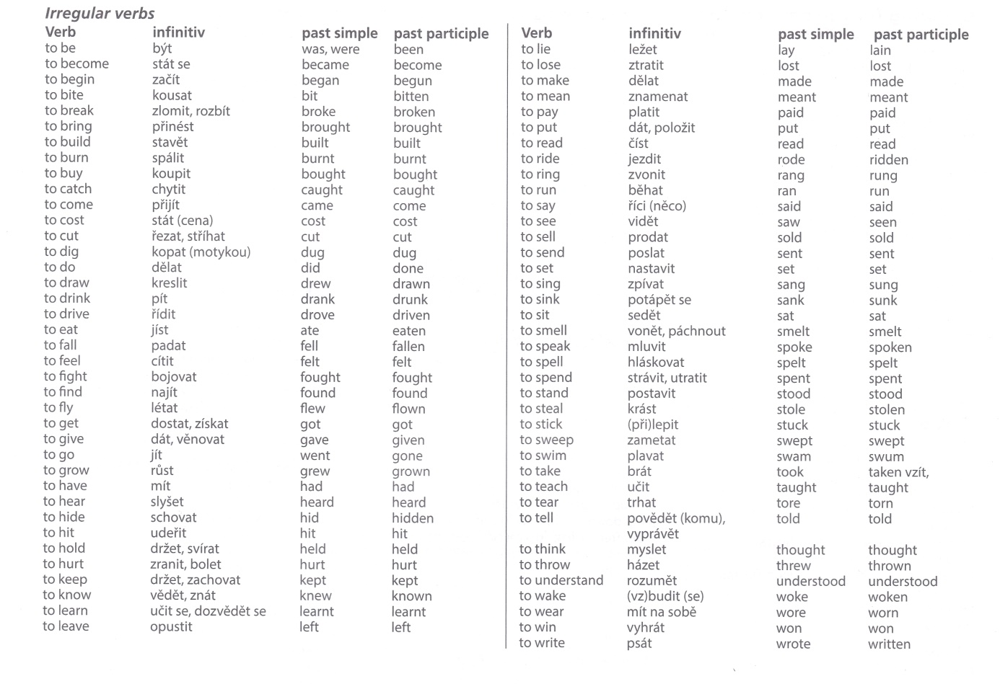 Irregular verbs
Verb infinitiv past simple past participle
to be být was, were been
to become stát se became become
to begin začít began begun
to bite kousat bit bitten
to break zlomit, rozbít broke broken
to bring přinést brought brought
to build stavět built built
to burn spálit burnt burnt
to buy koupit bought bought
to catch chytit caught caught
to come přijít came come
to cost stát (cena) cost cost
to cut řezat, stříhat cut cut
to dig kopat (motykou) dug dug
to do dělat did done
to draw kreslit drew drawn
to drink pít drank drunk
to drive řídit drove driven
to eat jíst ate eaten
to fall padat fell fallen
to feel cítit felt felt
to fight bojovat fought fought
to find najít found found
to fly létat flew flown
to get dostat, získat got got
to give dát, věnovat gave given
to go jít went gone
to grow růst grew grown
to have mít had had
to hear slyšet heard heard
to hide schovat hid hidden
to hit udeřit hit hit
to hold držet, svírat held held
to hurt zranit, bolet hurt hurt
to keep držet, zachovat kept kept
to know vědět, znát knew known
to learn učit se, dozvědět se learnt learnt
to leave opustit left left
Verb infinitiv past simple past participle
to lie ležet lay lain
to lose ztratit lost lost
to make dělat made made
to mean znamenat meant meant
to pay platit paid paid
to put dát, položit put put
to read číst read read
to ride jezdit rode ridden
to ring zvonit rang rung
to run běhat ran run
to say říci (něco) said said
to see vidět saw seen
to sell prodat sold sold
to send poslat sent sent
to set nastavit set set
to sing zpívat sang sung
to sink potápět se sank sunk
to sit sedět sat sat
to smell vonět, páchnout smelt smelt
to speak mluvit spoke spoken
to spell hláskovat spelt spelt
to spend strávit, utratit spent spent
to stand postavit stood stood
to steal krást stole stolen
to stick (při)lepit stuck stuck
to sweep zametat swept swept
to swim plavat swam swum
to take brát took taken vzít,
to teach učit taught taught
to tear trhat tore torn
to tell povědět (komu), told told
vyprávět
to think myslet thought thought
to throw házet threw thrown
to understand rozumět understood understood
to wake (vz)budit (se) woke woken
to wear mít na sobě wore worn
to win vyhrát won won
to write psát wrote written